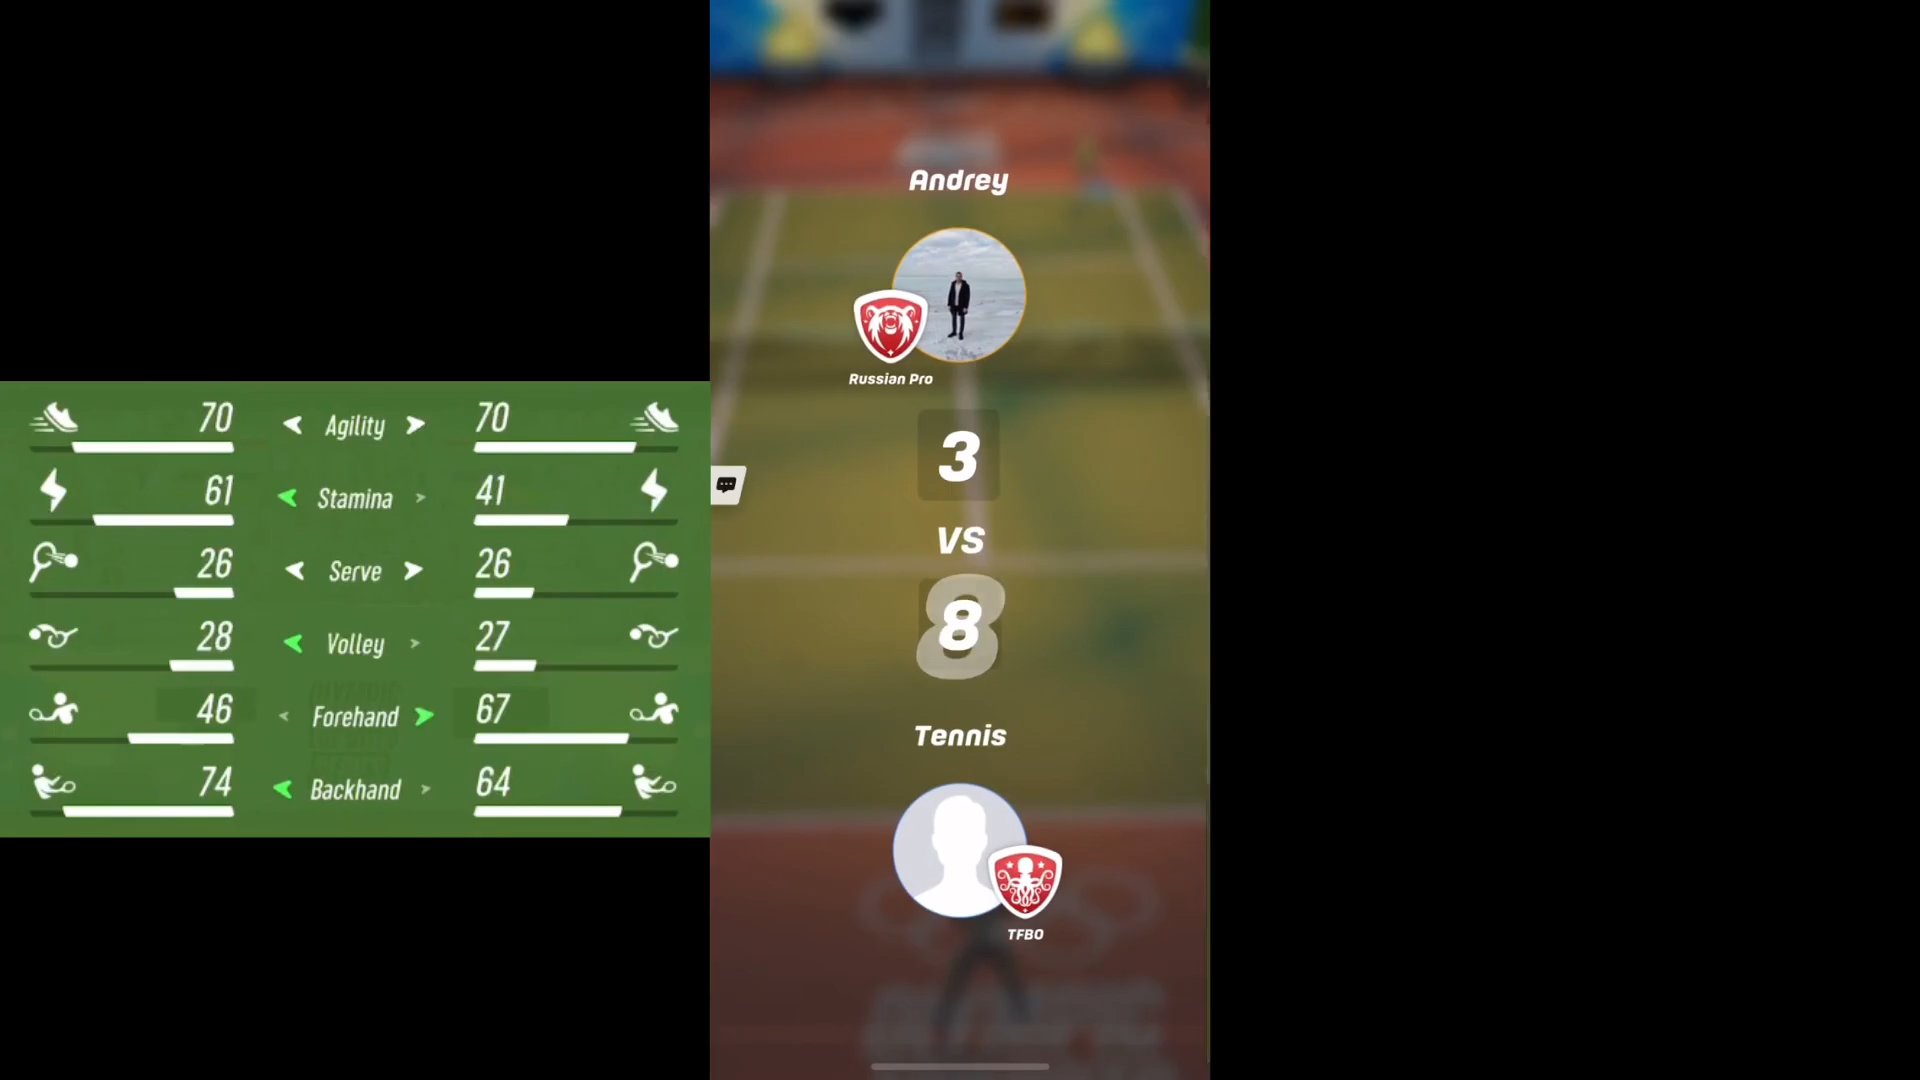 70 Agility 70
61 Stamina 41
26 Serve 26
28 Volley 27
46 Forehand 67
74 Backhand 64
Andrey
Russian Pro
3
VS
8
Tennis
TFBO